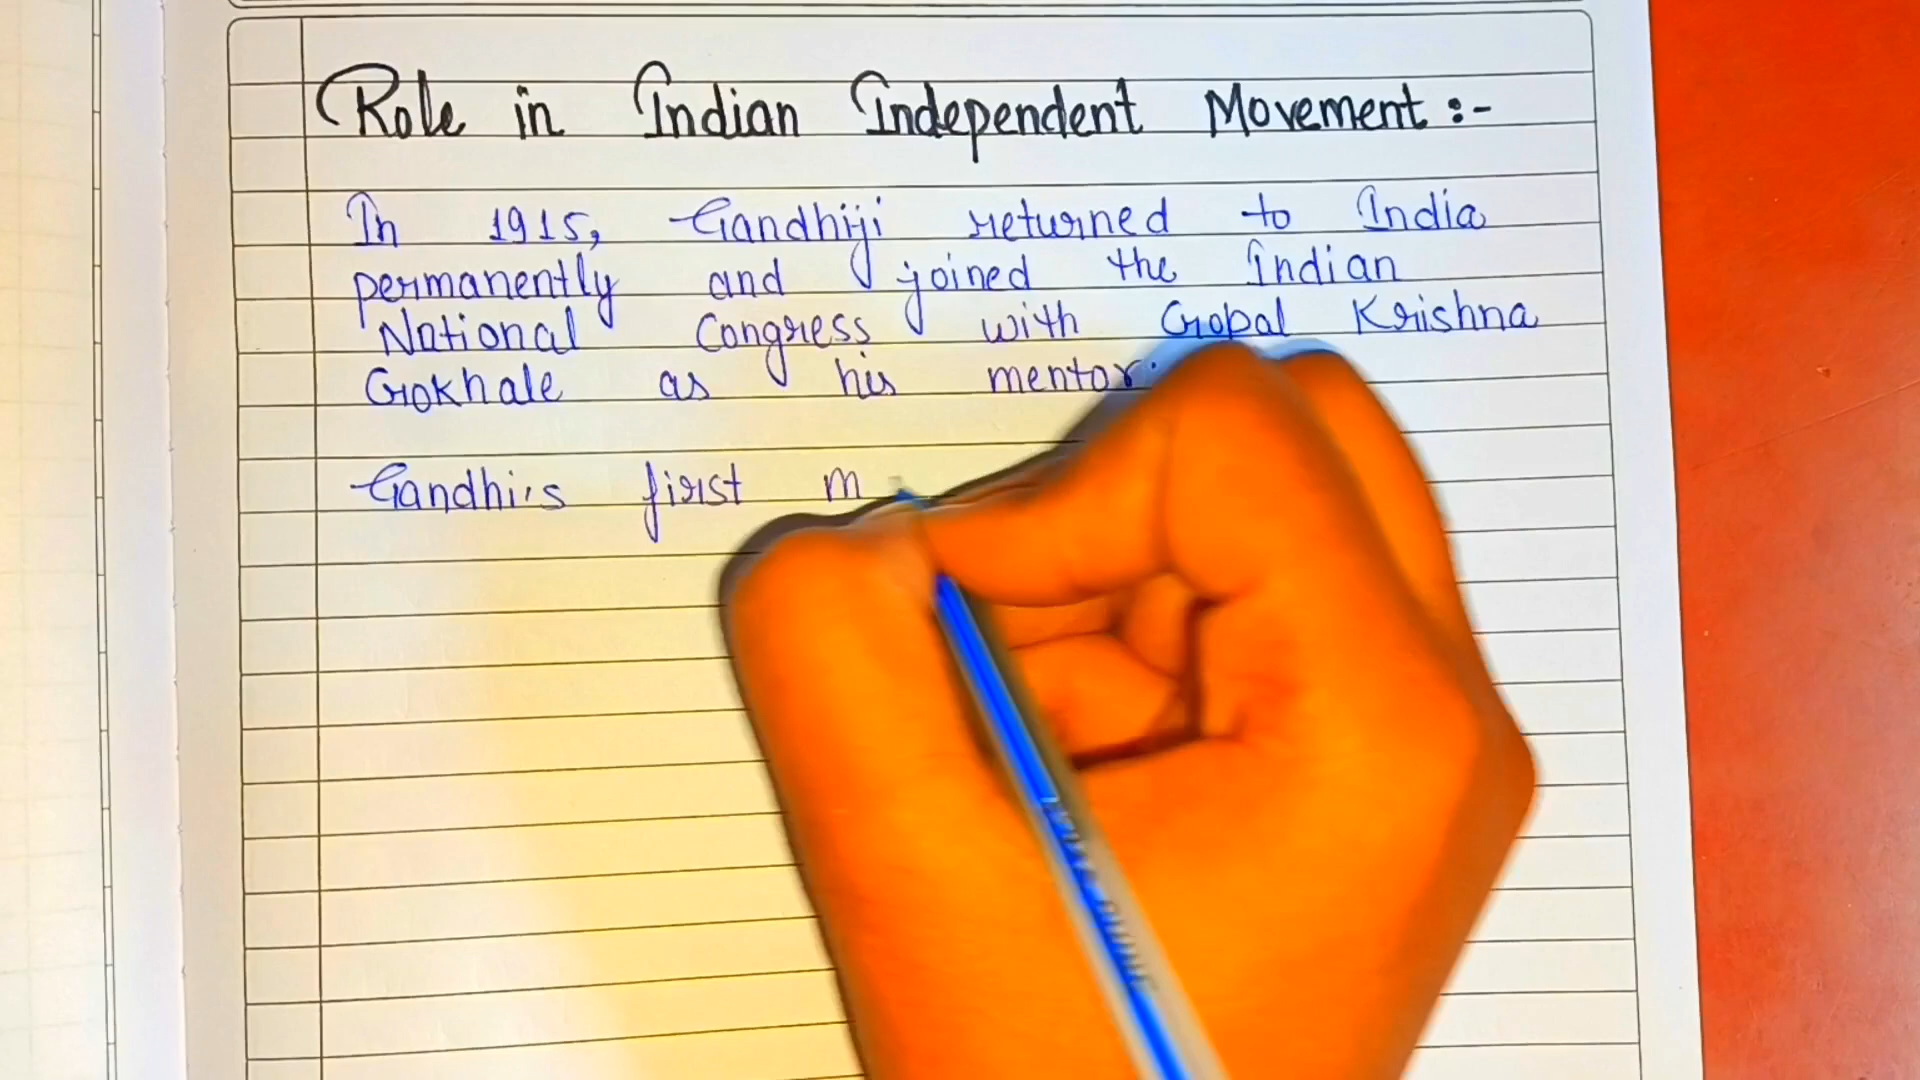 Role in Indian Independent Movement :-
In 1915, Gandhiji returned to India
permanently and joined the Indian
National Congress with Gopal Krishna
Gokhale as his mentor.
Gandhi's first m